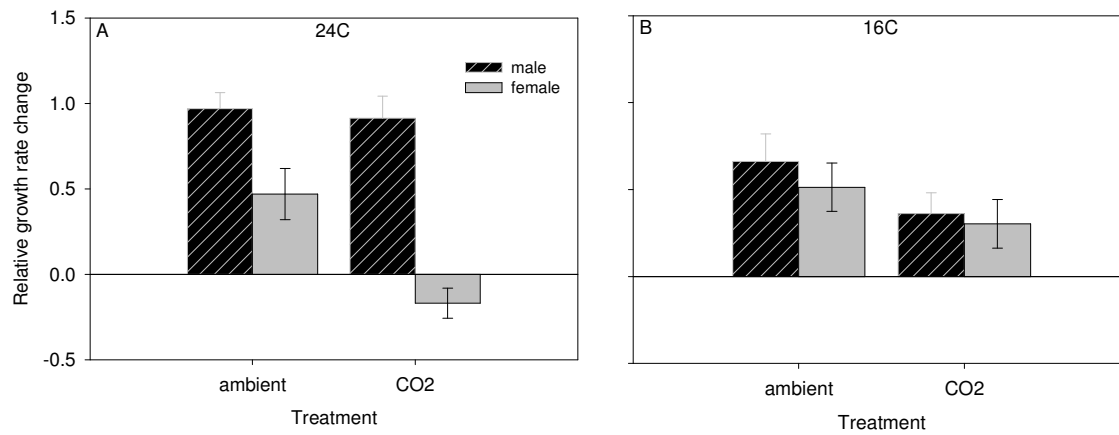 A
24C
B
16C
1.5
1.0
0.5
0.0
-0.5
Relative growth rate change
male
female
ambient
CO2
ambient
CO2
Treatment
Treatment